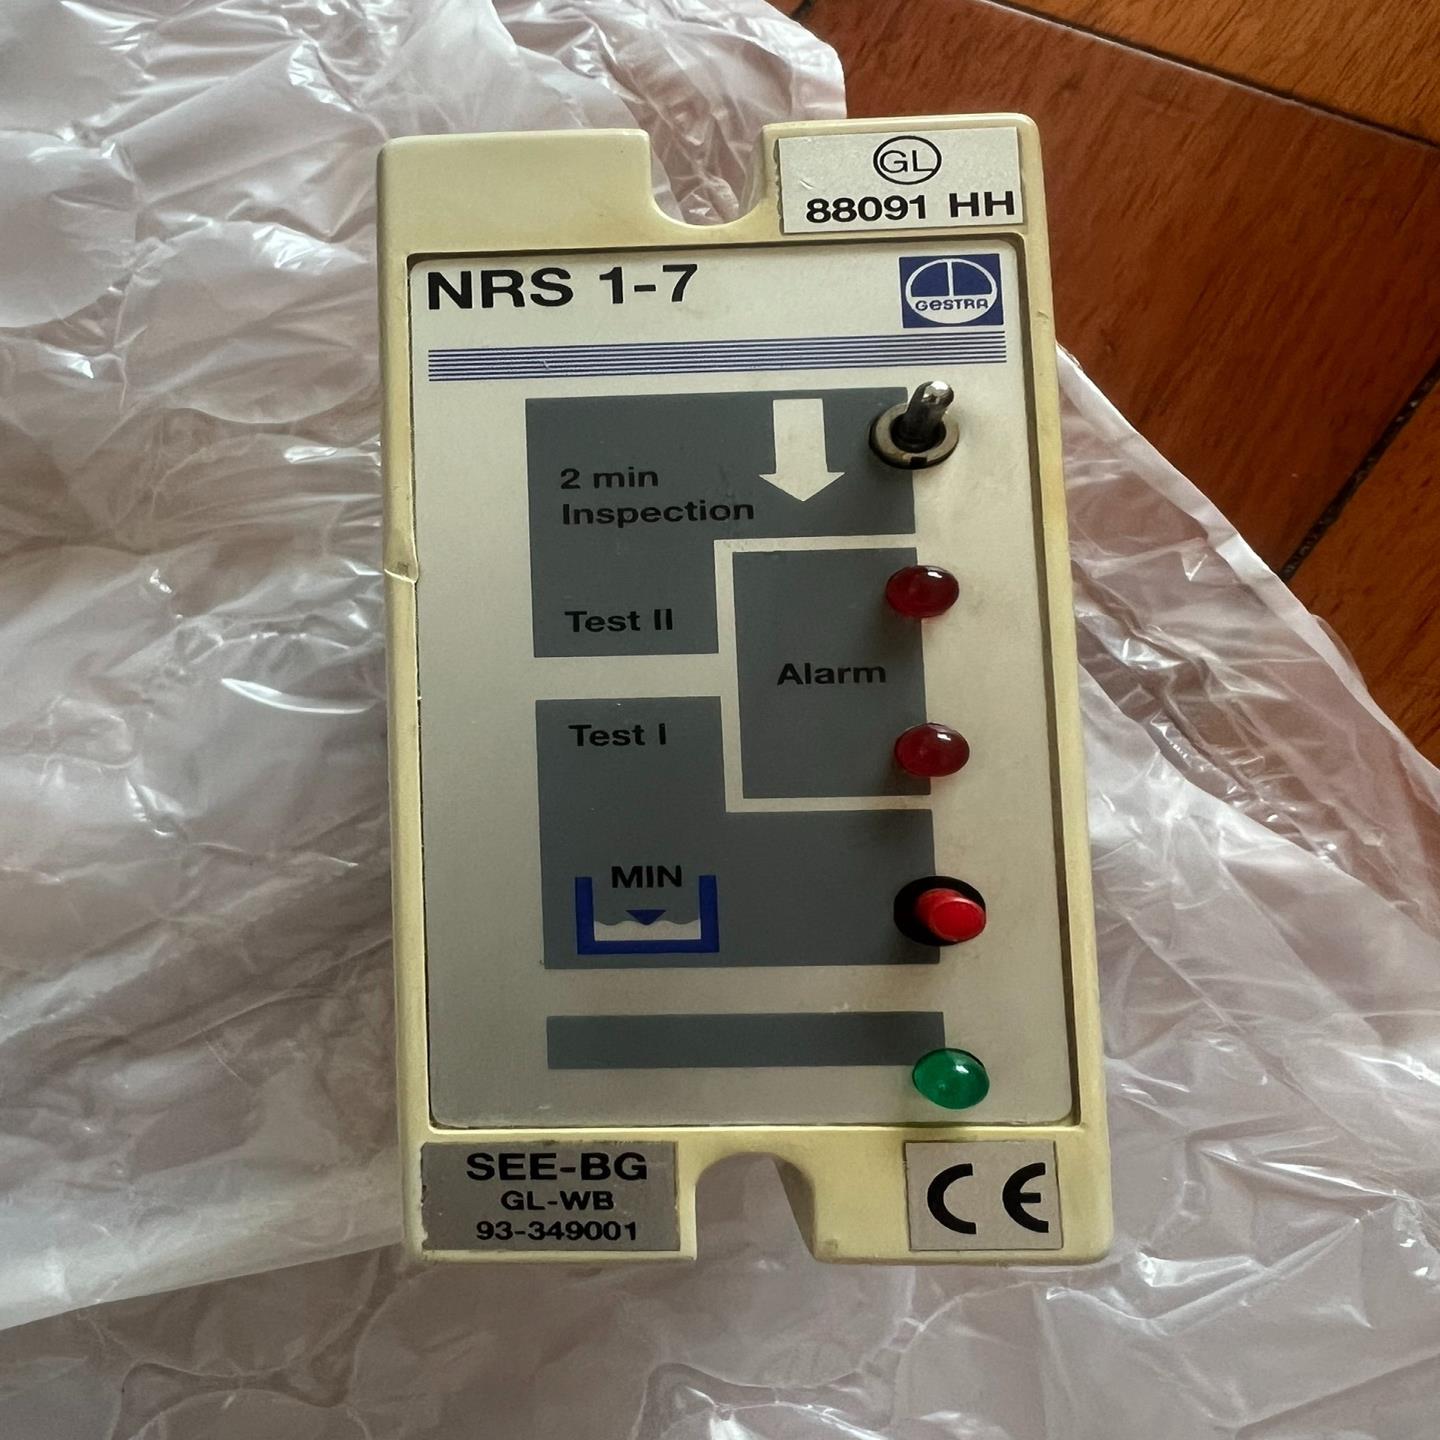 GL
88091 HH
NRS 1-7
GESTRA
2 min
Inspection
Test II
Alarm
Test I
MIN
SEE-BG
GL-WB
93-349001
CE